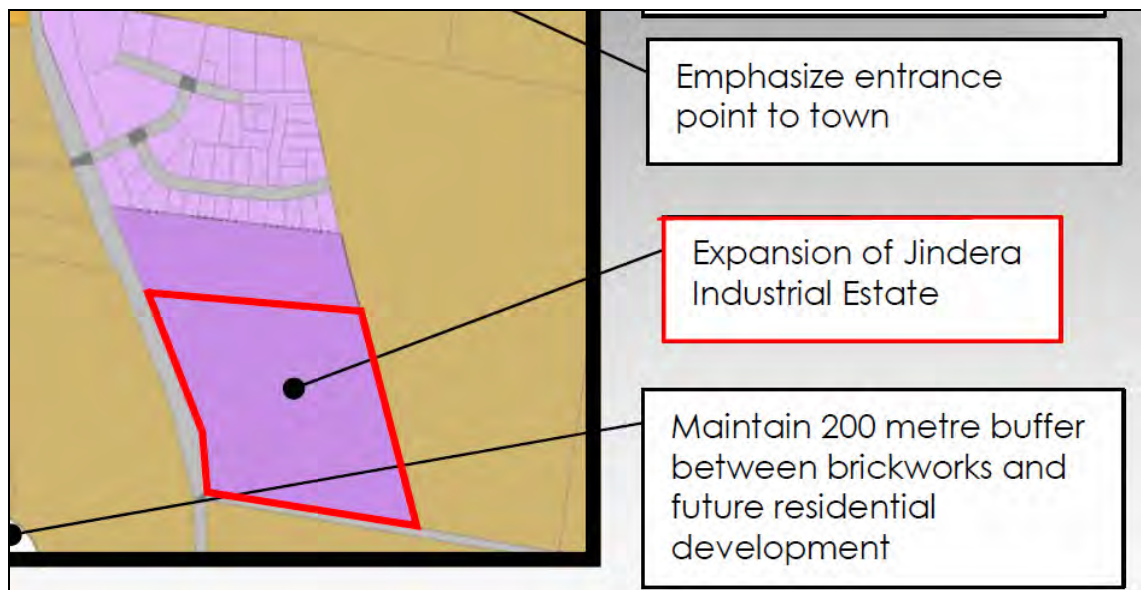 Emphasize entrance
point to town
Expansion of Jindera
Industrial Estate
Maintain 200 metre buffer
between brickworks and
future residential
development